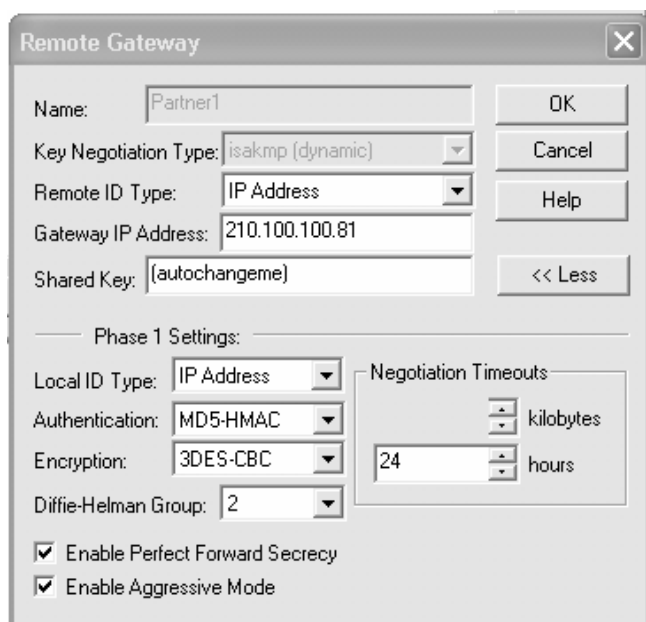 Remote Gateway
Name: Partner1
OK
Key Negotiation Type: isakmp (dynamic)
Cancel
Remote ID Type: IP Address
Help
Gateway IP Address: 210.100.100.81
Shared Key: (autochangeme)
<< Less
Phase 1 Settings:
Local ID Type: IP Address
Negotiation Timeouts
Authentication: MD5-HMAC
kilobytes
Encryption: 3DES-CBC
24 hours
Diffie-Helman Group: 2
Enable Perfect Forward Secrecy
Enable Aggressive Mode